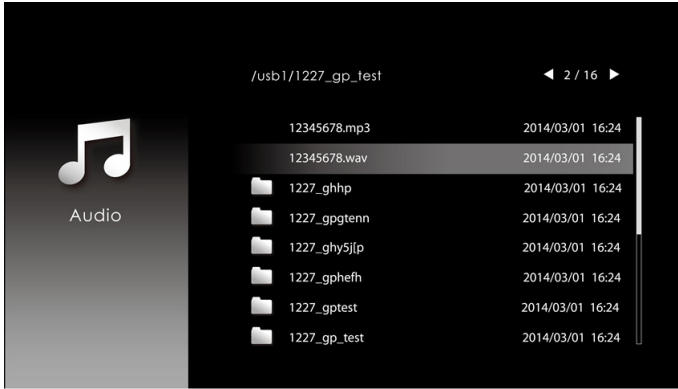 /usb1/1227_gp_test
2 / 16
12345678.mp3 2014/03/01 16:24
12345678.wav 2014/03/01 16:24
1227_ghhp 2014/03/01 16:24
Audio
1227_gpgtenn 2014/03/01 16:24
1227_ghy5j[p 2014/03/01 16:24
1227_gphefh 2014/03/01 16:24
1227_gptest 2014/03/01 16:24
1227_gp_test 2014/03/01 16:24